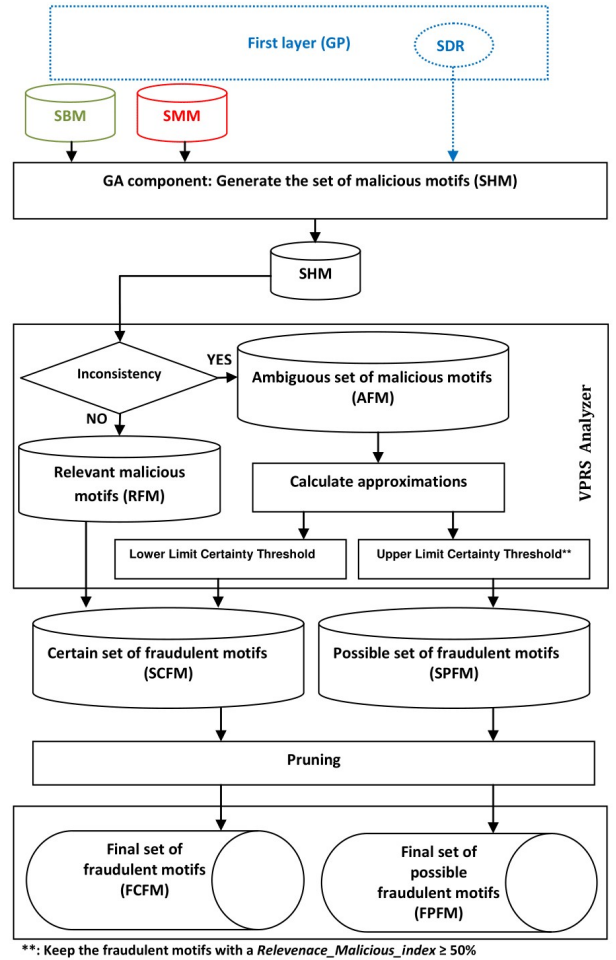 First layer (GP)
SDR
SBM
SMM
GA component: Generate the set of malicious motifs (SHM)
SHM
Inconsistency
YES
NO
Ambiguous set of malicious motifs
(AFM)
VPRS Analyzer
Relevant malicious
motifs (RFM)
Calculate approximations
Lower Limit Certainty Threshold
Upper Limit Certainty Threshold**
Certain set of fraudulent motifs
(SCFM)
Possible set of fraudulent motifs
(SPFM)
Pruning
Final set of
fraudulent motifs
(FCFM)
Final set of
possible
fraudulent motifs
(FPFM)
**: Keep the fraudulent motifs with a Relevenace_Malicious_index ≥ 50%